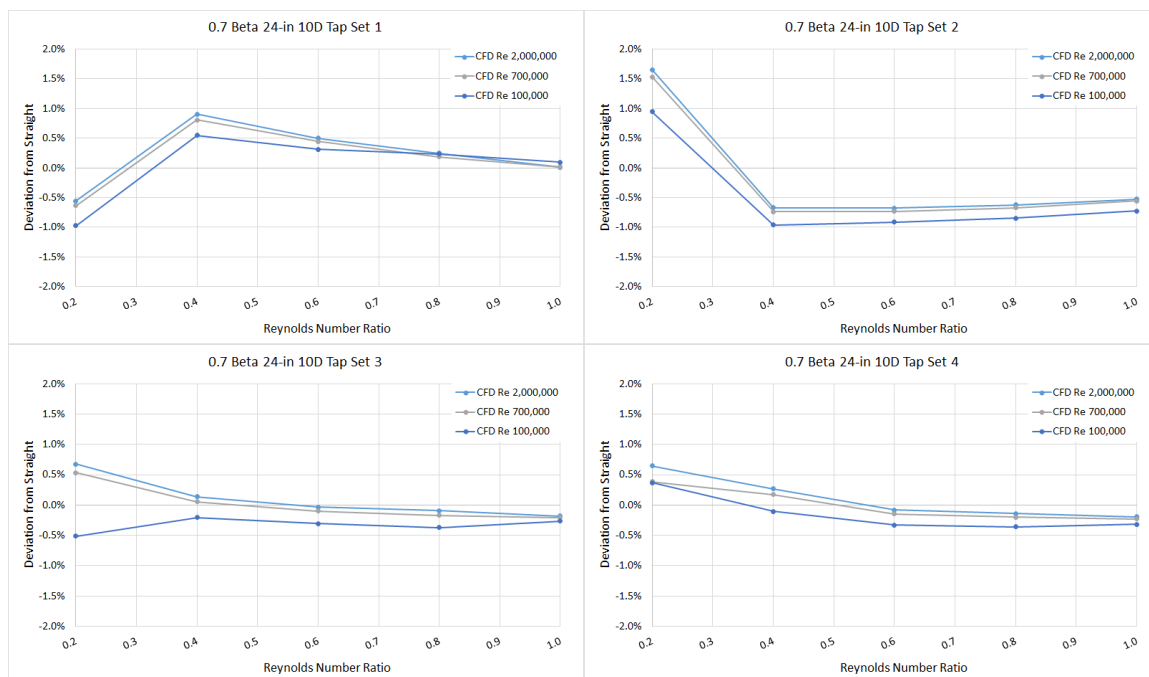 0.7 Beta 24-in 10D Tap Set 1
2.0%
1.5%
1.0%
0.5%
0.0%
-0.5%
-1.0%
-1.5%
-2.0%
Deviation from Straight
CFD Re 2,000,000
CFD Re 700,000
CFD Re 100,000
0.2 0.3 0.4 0.5 0.6 0.7 0.8 0.9 1.0
Reynolds Number Ratio
0.7 Beta 24-in 10D Tap Set 2
2.0%
1.5%
1.0%
0.5%
0.0%
-0.5%
-1.0%
-1.5%
-2.0%
Deviation from Straight
CFD Re 2,000,000
CFD Re 700,000
CFD Re 100,000
0.2 0.3 0.4 0.5 0.6 0.7 0.8 0.9 1.0
Reynolds Number Ratio
0.7 Beta 24-in 10D Tap Set 3
2.0%
1.5%
1.0%
0.5%
0.0%
-0.5%
-1.0%
-1.5%
-2.0%
Deviation from Straight
CFD Re 2,000,000
CFD Re 700,000
CFD Re 100,000
0.2 0.3 0.4 0.5 0.6 0.7 0.8 0.9 1.0
Reynolds Number Ratio
0.7 Beta 24-in 10D Tap Set 4
2.0%
1.5%
1.0%
0.5%
0.0%
-0.5%
-1.0%
-1.5%
-2.0%
Deviation from Straight
CFD Re 2,000,000
CFD Re 700,000
CFD Re 100,000
0.2 0.3 0.4 0.5 0.6 0.7 0.8 0.9 1.0
Reynolds Number Ratio